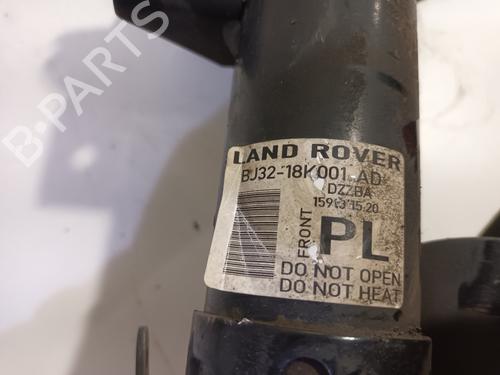 B-PARTS
LAND ROVER
BJ32-18K001-AD
DZZBA
FRONT
PL
DO NOT OPEN
DO NOT HEAT